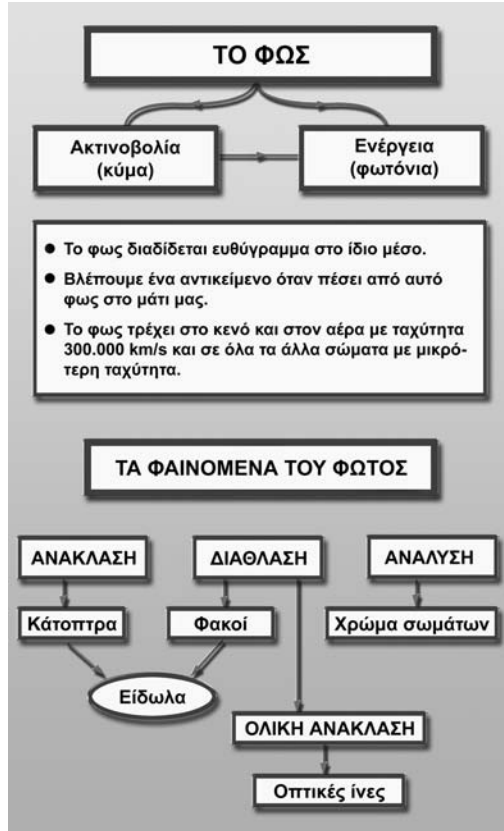 ΤΟ ΦΩΣ
Ακτινοβολία
(κύμα)
Ενέργεια
(φωτόνια)
● Το φως διαδίδεται ευθύγραμμα στο ίδιο μέσο.
● Βλέπουμε ένα αντικείμενο όταν πέσει από αυτό
φως στο μάτι μας.
● Το φως τρέχει στο κενό και στον αέρα με ταχύτητα
300.000 km/s και σε όλα τα άλλα σώματα με μικρό-
τερη ταχύτητα.
ΤΑ ΦΑΙΝΟΜΕΝΑ ΤΟΥ ΦΩΤΟΣ
ΑΝΑΚΛΑΣΗ
ΔΙΑΘΛΑΣΗ
ΑΝΑΛΥΣΗ
Κάτοπτρα
Φακοί
Χρώμα σωμάτων
Είδωλα
ΟΛΙΚΗ ΑΝΑΚΛΑΣΗ
Οπτικές ίνες